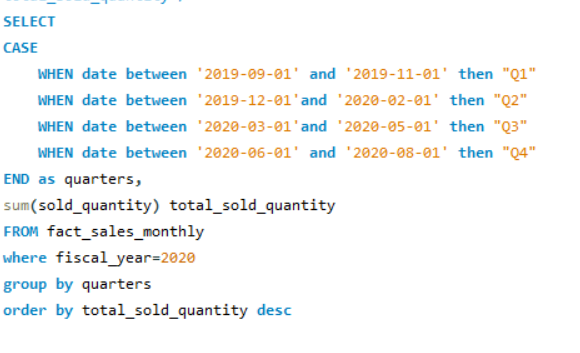 SELECT
CASE
WHEN date between '2019-09-01' and '2019-11-01' then "Q1"
WHEN date between '2019-12-01'and '2020-02-01' then "Q2"
WHEN date between '2020-03-01'and '2020-05-01' then "Q3"
WHEN date between '2020-06-01' and '2020-08-01' then "Q4"
END as quarters,
sum(sold_quantity) total_sold_quantity
FROM fact_sales_monthly
where fiscal_year=2020
group by quarters
order by total_sold_quantity desc